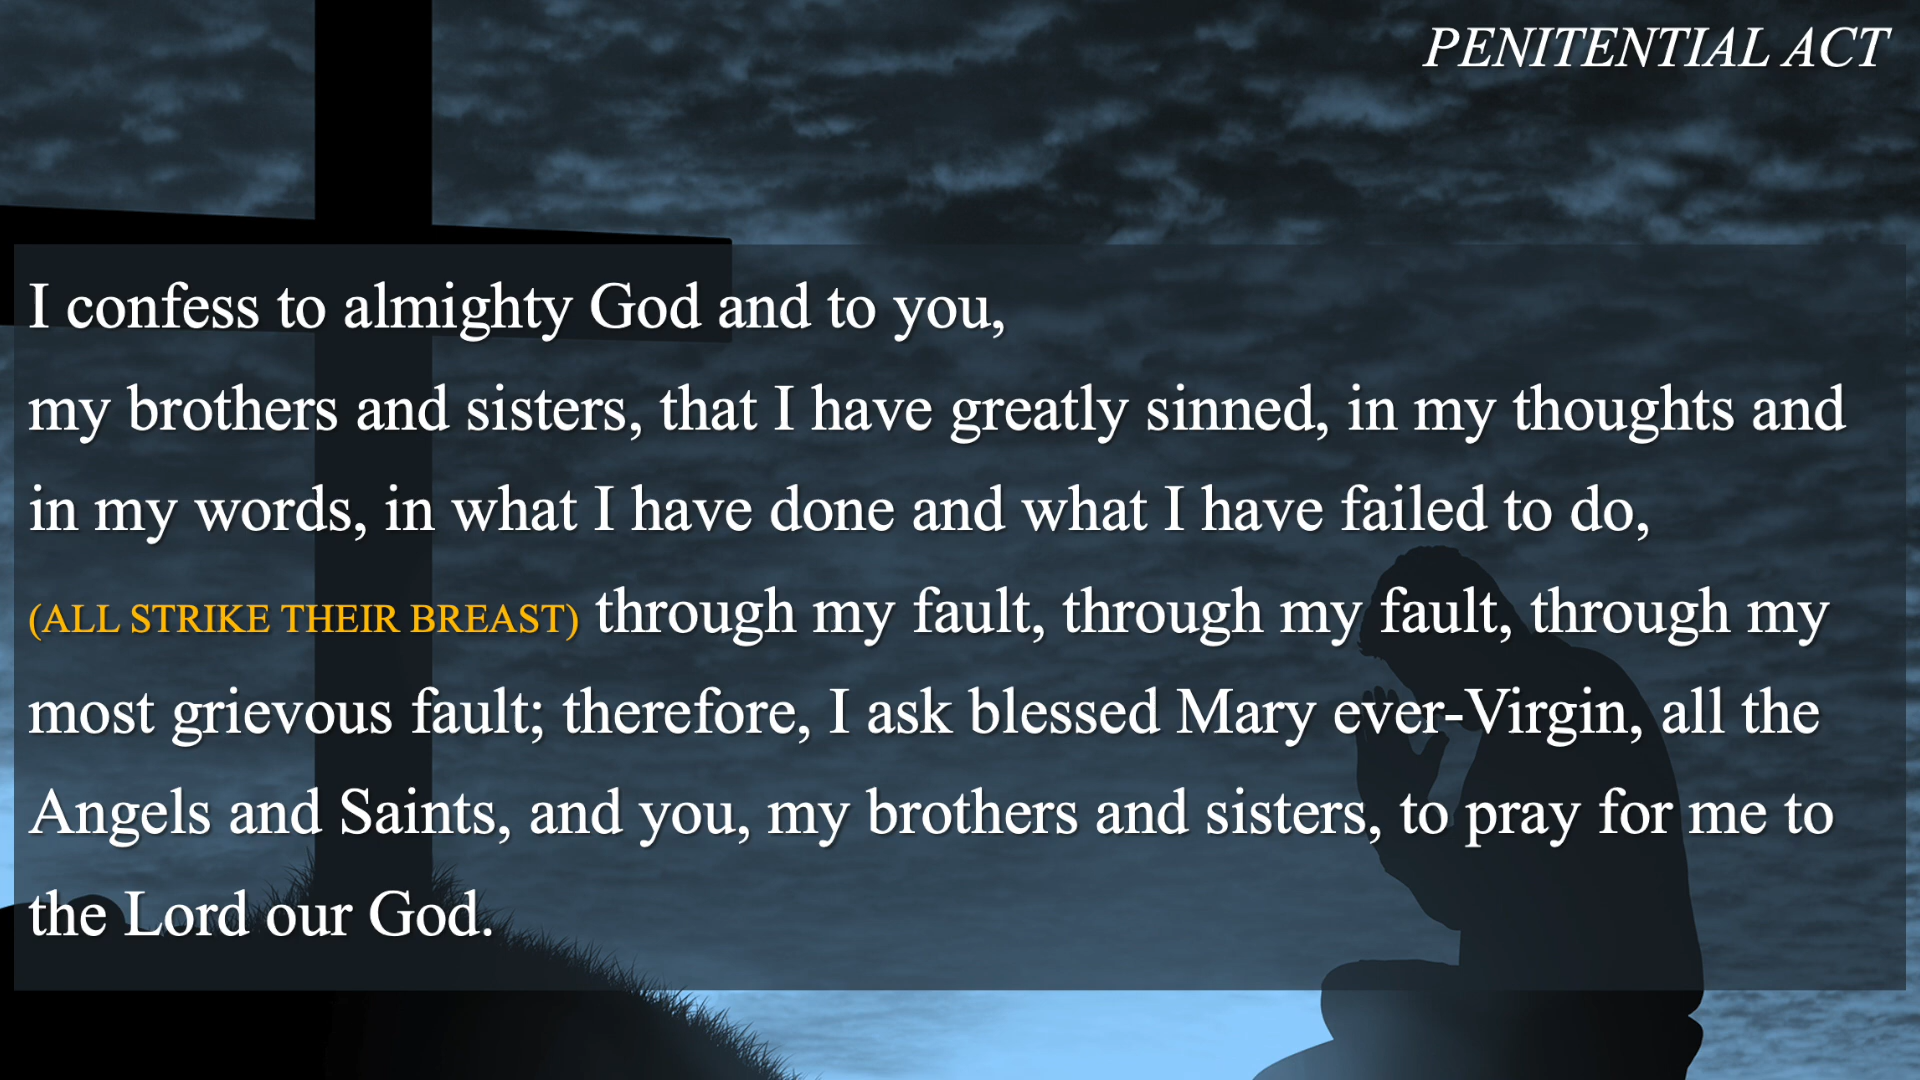 PENITENTIAL ACT
I confess to almighty God and to you,
my brothers and sisters, that I have greatly sinned, in my thoughts and
in my words, in what I have done and what I have failed to do,
(ALL STRIKE THEIR BREAST) through my fault, through my fault, through my
most grievous fault; therefore, I ask blessed Mary ever-Virgin, all the
Angels and Saints, and you, my brothers and sisters, to pray for me to
the Lord our God.